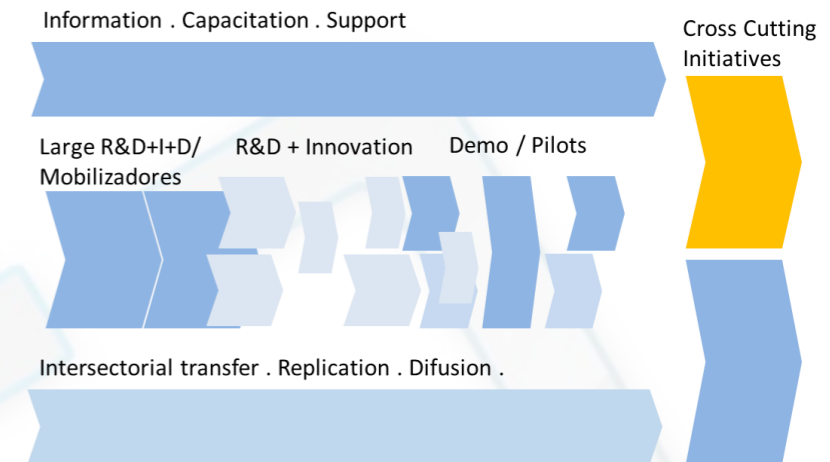 Information . Capacitation . Support
Cross Cutting
Initiatives
Large R&D+I+D/
Mobilizadores
R&D + Innovation
Demo / Pilots
Intersectorial transfer . Replication . Difusion .